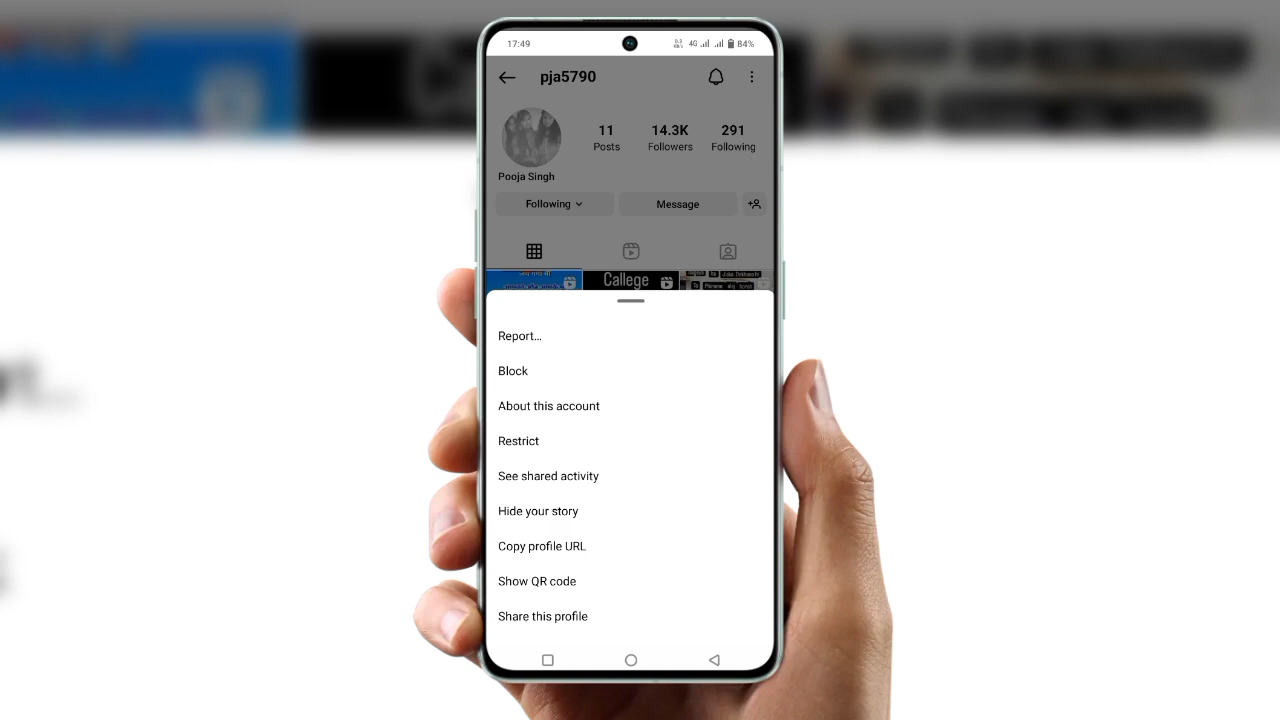 17:49
4G
84%
pja5790
11
14.3K
291
Posts
Followers
Following
Pooja Singh
Following
Message
Callege
Report...
Block
About this account
Restrict
See shared activity
Hide your story
Copy profile URL
Show QR code
Share this profile